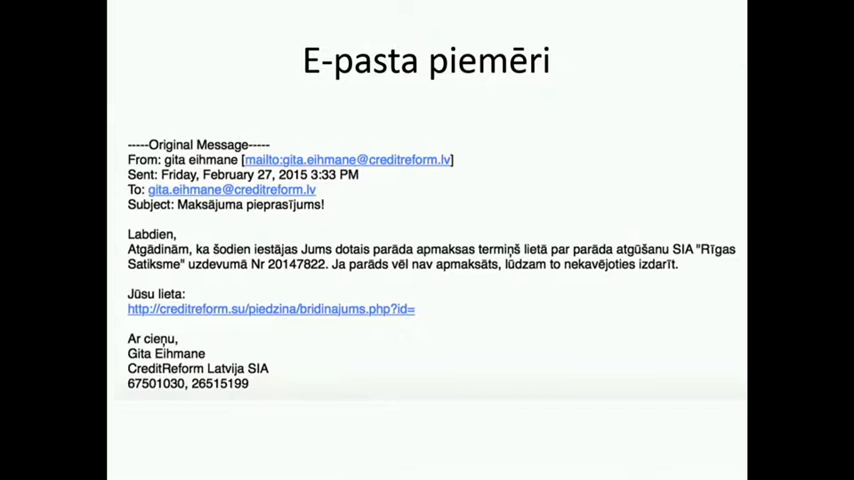 E-pasta piemēri
-----Original Message-----
From: gita eihmane [mailto:gita.eihmane@creditreform.lv]
Sent: Friday, February 27, 2015 3:33 PM
To: gita.eihmane@creditreform.lv
Subject: Maksājuma pieprasījums!
Labdien,
Atgādinām, ka šodien iestājas Jums dotais parāda apmaksas termiņš lietā par parāda atgūšanu SIA "Rīgas
Satiksme" uzdevumā Nr 20147822. Ja parāds vēl nav apmaksāts, lūdzam to nekavējoties izdarīt.
Jūsu lieta:
http://creditreform.su/piedzina/bridinajums.php?id=
Ar cieņu,
Gita Eihmane
CreditReform Latvija SIA
67501030, 26515199